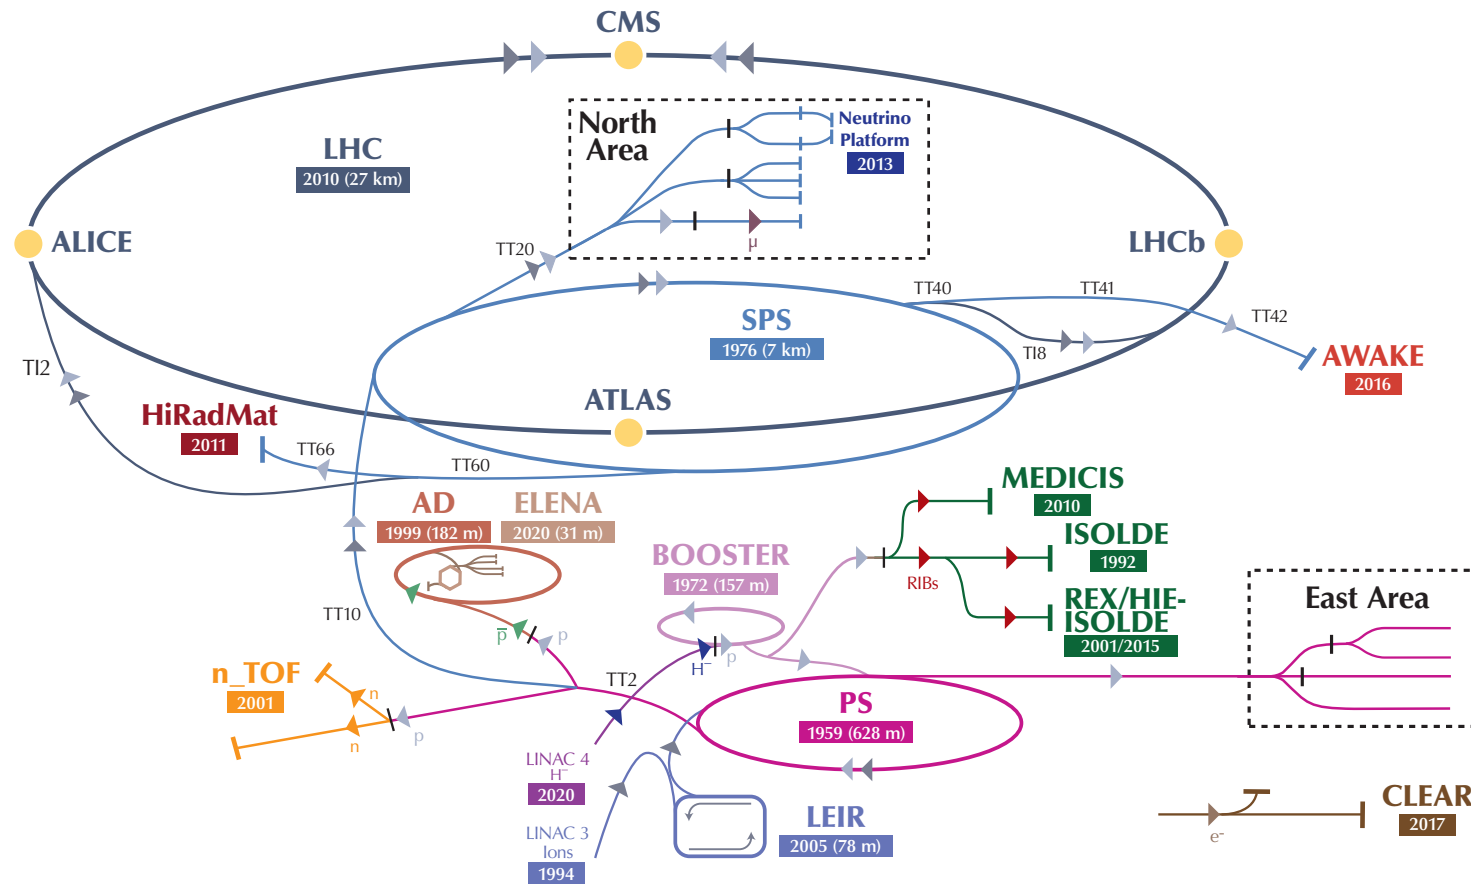 CMS
North
Area
Neutrino
Platform
2013
LHC
2010 (27 km)
μ
ALICE
LHCb
TT20
TT40
TT41
TT42
SPS
1976 (7 km)
TI8
AWAKE
2016
TI2
ATLAS
HiRadMat
2011
TT66
TT60
AD
1999 (182 m)
ELENA
2020 (31 m)
MEDICIS
2010
BOOSTER
1972 (157 m)
ISOLDE
1992
RIBs
REX/HIE-
ISOLDE
2001/2015
East Area
TT10
p̅
p
H⁻
p
TT2
n_TOF
2001
n
n
p
PS
1959 (628 m)
LINAC 4
H⁻
2020
LINAC 3
Ions
1994
LEIR
2005 (78 m)
CLEAR
2017
e⁻